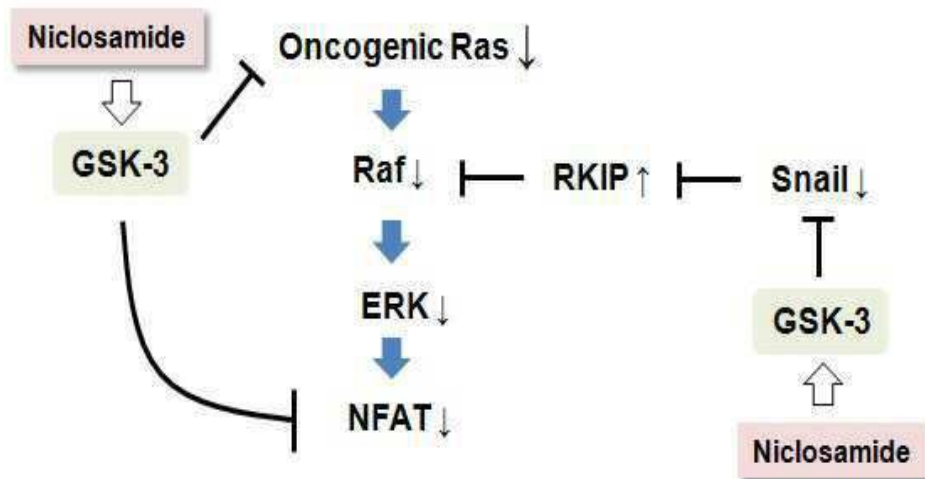 Niclosamide
Oncogenic Ras ↓
GSK-3
Raf ↓
RKIP ↑
Snail ↓
ERK ↓
GSK-3
NFAT ↓
Niclosamide